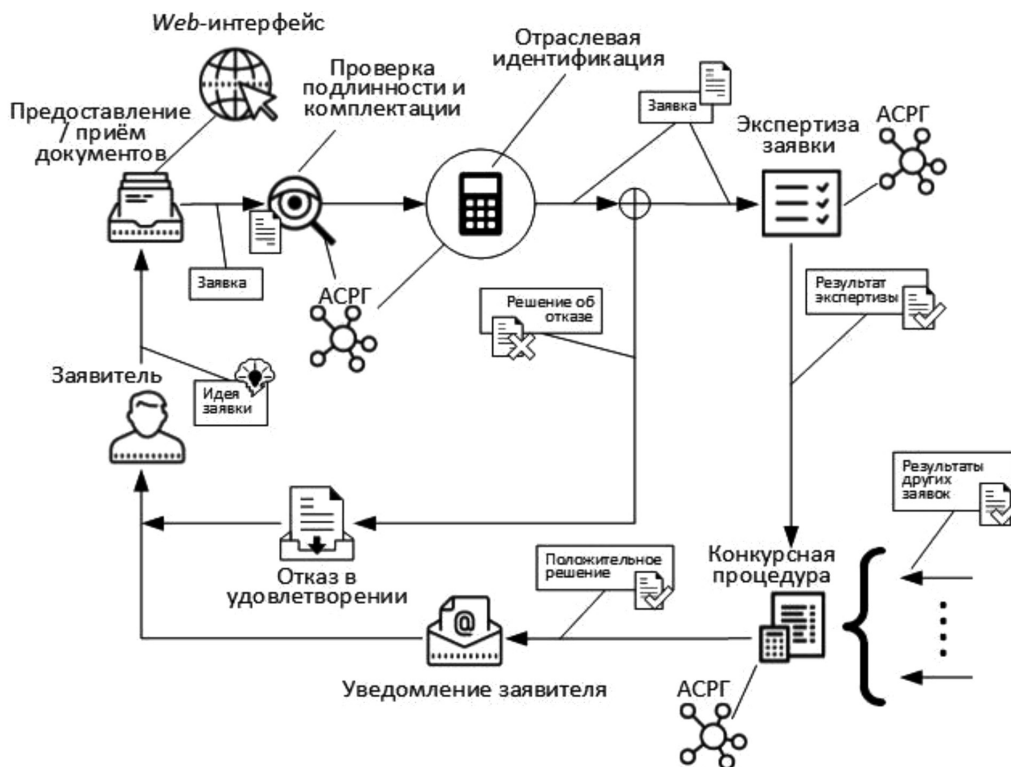 Web-интерфейс
Предоставление
/ приём
документов
Проверка
подлинности и
комплектации
Отраслевая
идентификация
Заявка
Экспертиза
заявки
АСРГ
Заявка
АСРГ
Решение об
отказе
Результат
экспертизы
Заявитель
Идея
заявки
Результаты
других
заявок
Отказ в
удовлетворении
Положительное
решение
@
Конкурсная
процедура
Уведомление заявителя
АСРГ